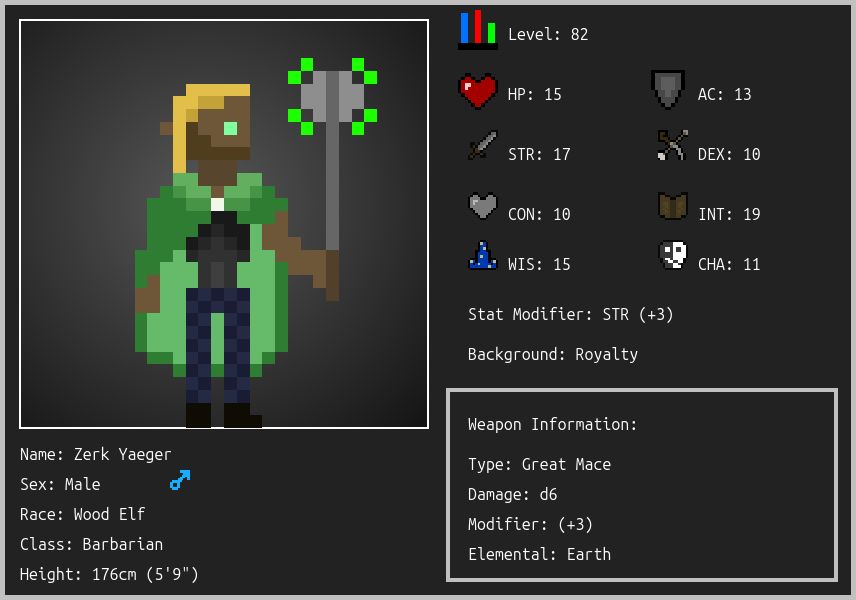 Level: 82
HP: 15
AC: 13
STR: 17
DEX: 10
CON: 10
INT: 19
WIS: 15
CHA: 11
Stat Modifier: STR (+3)
Background: Royalty
Weapon Information:
Type: Great Mace
Damage: d6
Modifier: (+3)
Elemental: Earth
Name: Zerk Yaeger
Sex: Male
Race: Wood Elf
Class: Barbarian
Height: 176cm (5'9")